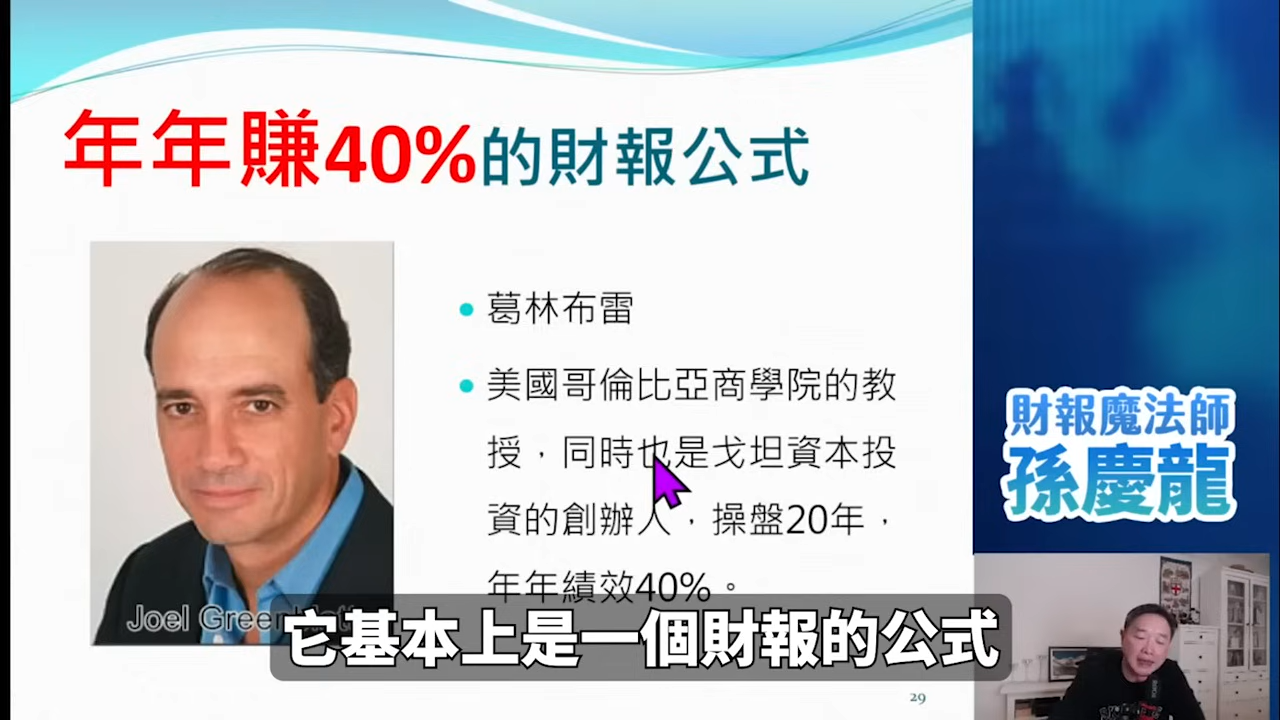 年年賺40%的財報公式
葛林布雷
美國哥倫比亞商學院的教
授，同時也是戈坦資本投
資的創辦人，操盤20年，
年年績效40%。
Joel Green
它基本上是一個財報的公式
29
財報魔法師
孫慶龍